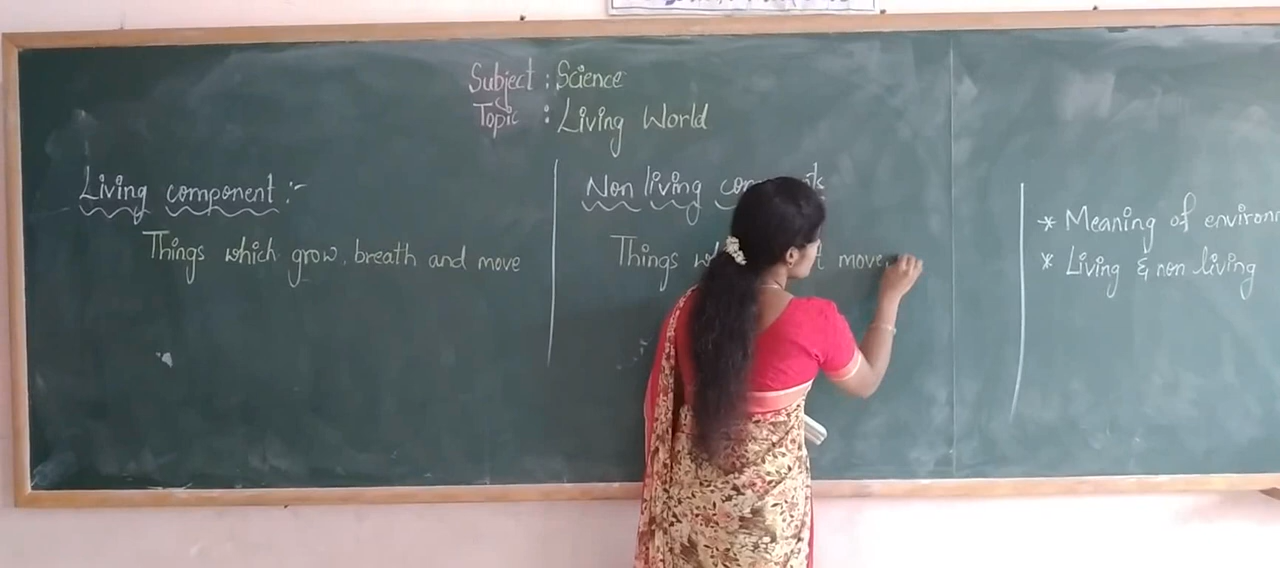 Subject : Science
Topic : Living World
Living component :-
Things which grow, breath and move
Non living
Things move,
* Meaning of
* Living & non living